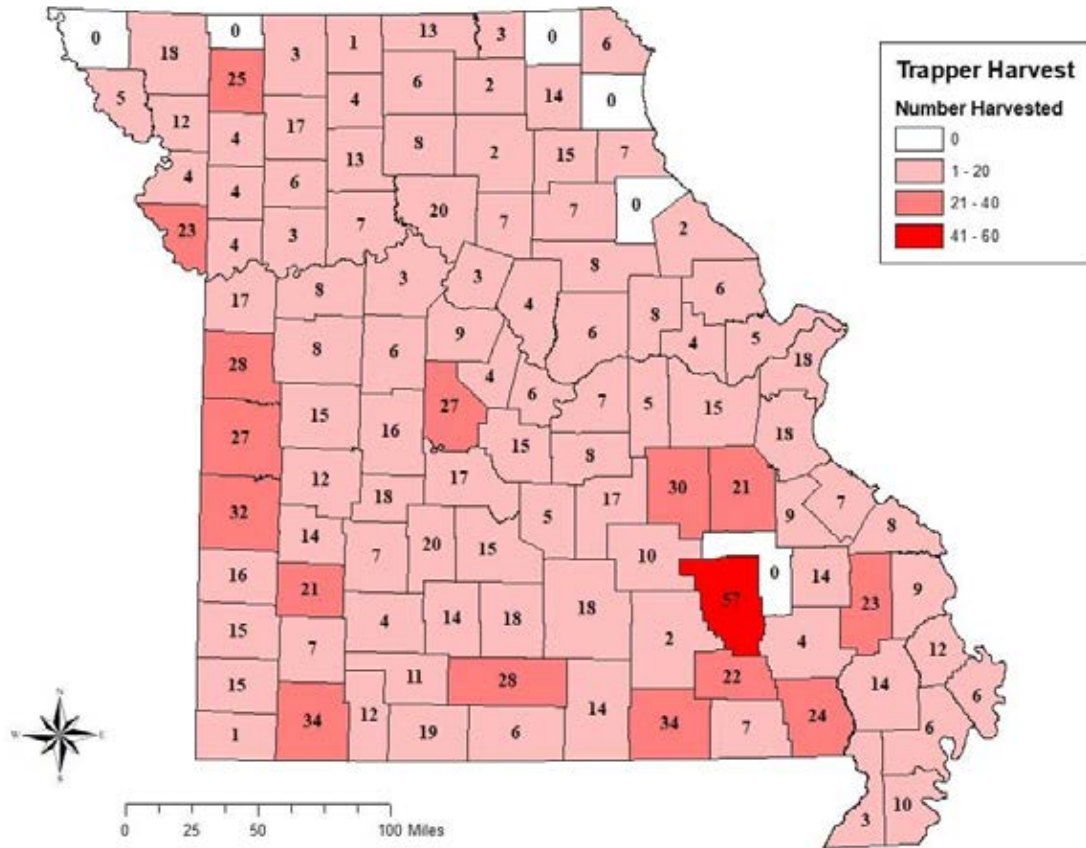 0 18 0 3 1 13 3 0 6
5 25 6 2 14 0
12 4 17 4
4 4 6 13 8 2 15 7
23 4 3 7 20 7 7 0 2
17 8 3 3 4 8 6
28 8 6 9 6 8 4 5 18
27 15 16 27 4 6 7 5 15 18
32 12 18 17 15 8 30 21 9 7 8
14 7 20 15 5 17 10
16 21 57 0 14 23 9
15 7 4 14 18 18 2 4 12
15 11 28 22 14 6
1 34 12 19 6 14 34 7 24 6
3 10
Trapper Harvest
Number Harvested
0
1 - 20
21 - 40
41 - 60
N
W E
S
0 25 50 100 Miles